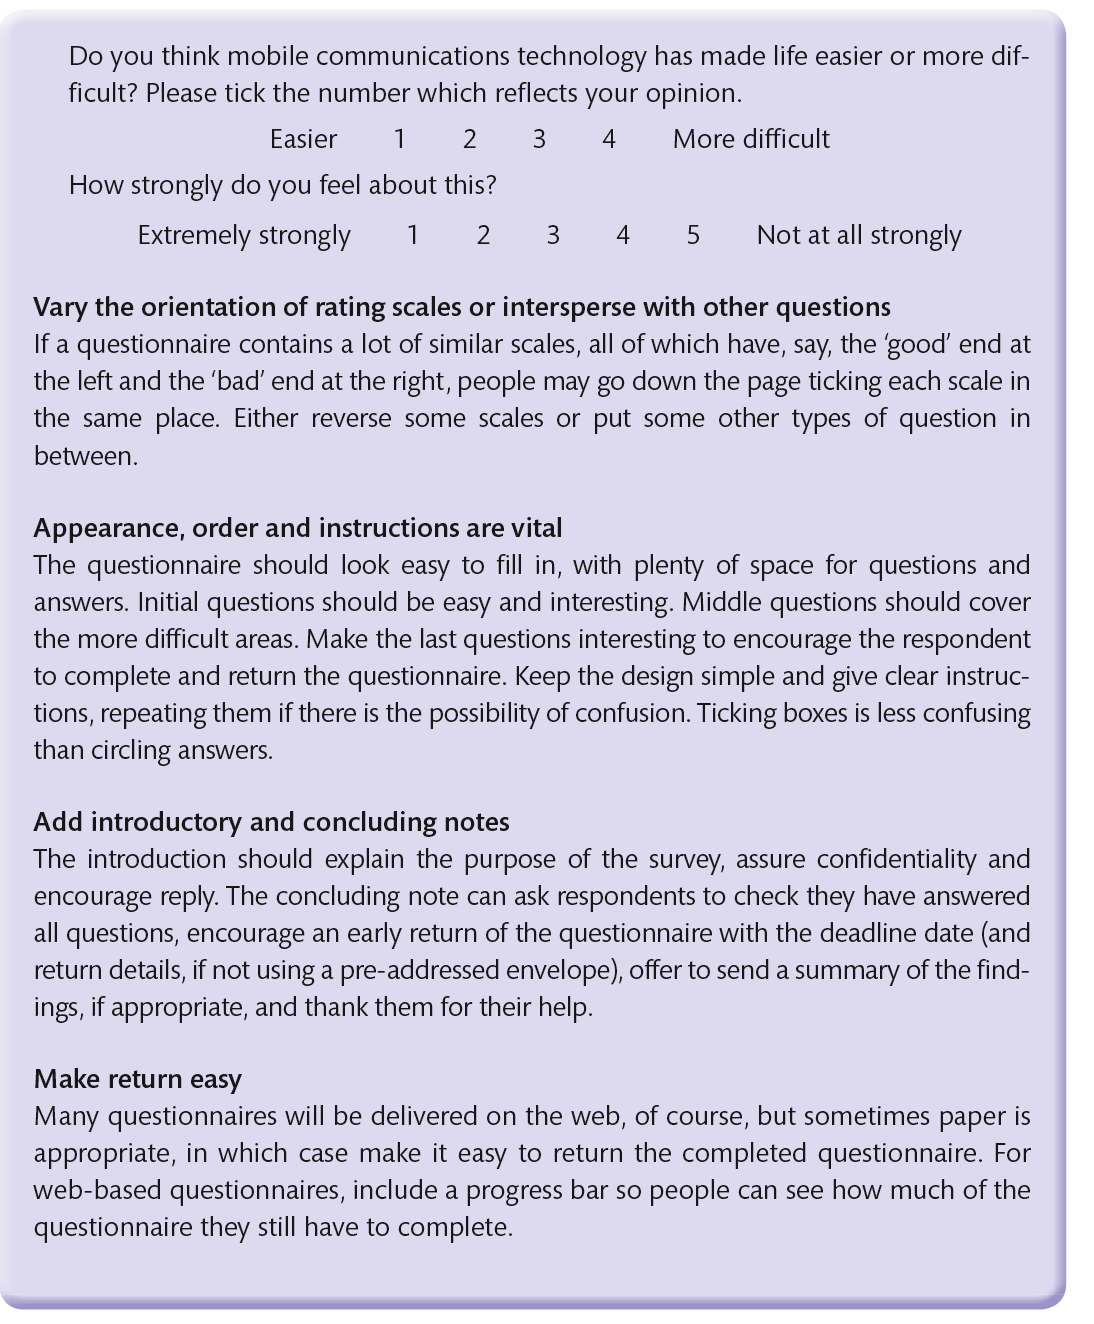 Do you think mobile communications technology has made life easier or more dif-
ficult? Please tick the number which reflects your opinion.
Easier 1 2 3 4 More difficult
How strongly do you feel about this?
Extremely strongly 1 2 3 4 5 Not at all strongly
Vary the orientation of rating scales or intersperse with other questions
If a questionnaire contains a lot of similar scales, all of which have, say, the ‘good’ end at
the left and the ‘bad’ end at the right, people may go down the page ticking each scale in
the same place. Either reverse some scales or put some other types of question in
between.
Appearance, order and instructions are vital
The questionnaire should look easy to fill in, with plenty of space for questions and
answers. Initial questions should be easy and interesting. Middle questions should cover
the more difficult areas. Make the last questions interesting to encourage the respondent
to complete and return the questionnaire. Keep the design simple and give clear instruc-
tions, repeating them if there is the possibility of confusion. Ticking boxes is less confusing
than circling answers.
Add introductory and concluding notes
The introduction should explain the purpose of the survey, assure confidentiality and
encourage reply. The concluding note can ask respondents to check they have answered
all questions, encourage an early return of the questionnaire with the deadline date (and
return details, if not using a pre-addressed envelope), offer to send a summary of the find-
ings, if appropriate, and thank them for their help.
Make return easy
Many questionnaires will be delivered on the web, of course, but sometimes paper is
appropriate, in which case make it easy to return the completed questionnaire. For
web-based questionnaires, include a progress bar so people can see how much of the
questionnaire they still have to complete.